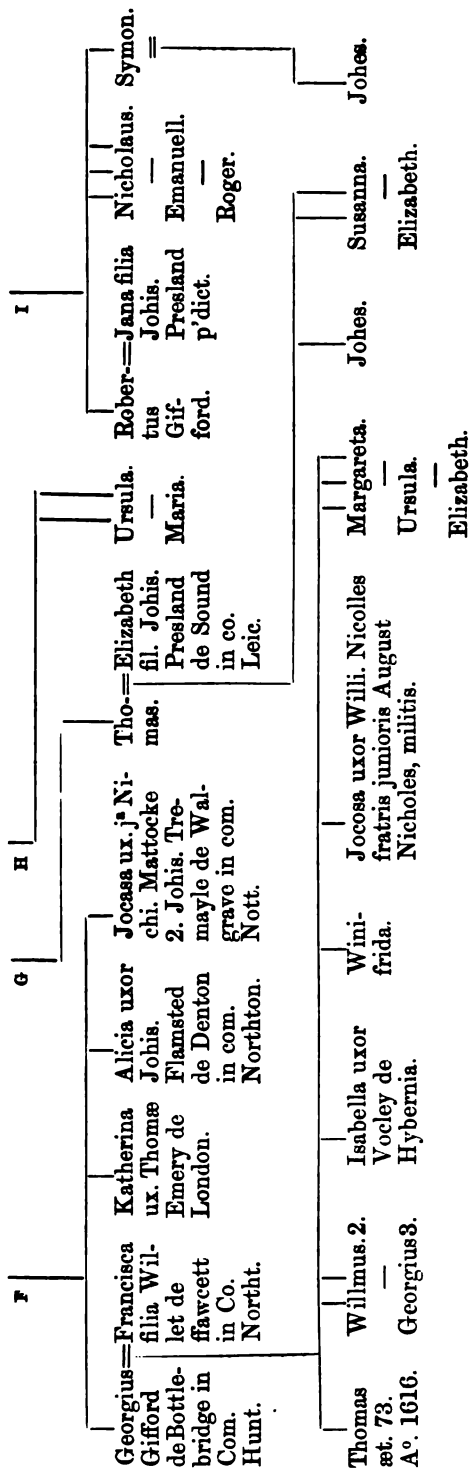 F
G
H
I
Georgius=Francisca
Gifford filia Wil-
deBottle- let de
bridge in ffawcett
Com. in Co.
Hunt. Northt.
Katherina
ux. Thomæ
Emery de
London.
Alicia uxor
Johis.
Flamsted
de Denton
in com.
Northton.
Jocasa ux. jª Ni-
chi. Mattocke
2. Johis. Tre-
mayle de Wal-
grave in com.
Nott.
Tho-=Elizabeth
mas. fil. Johis.
Presland
de Sound
in co.
Leic.
Ursula.
—
Maria.
Rober-=Jana filia
tus Johis.
Gif- Presland
ford. p'dict.
Nicholaus.
—
Emanuell.
—
Roger.
Symon.
=
Thomas
æt. 73.
Aº. 1616.
Willmus. 2.
—
Georgius 3.
Isabella uxor
Vocley de
Hybernia.
Wini-
frida.
Jocosa uxor Willi. Nicolles
fratris junioris August
Nicholes, militis.
Margareta.
—
Ursula.
—
Elizabeth.
Johes.
Susanna.
—
Elizabeth.
Johes.